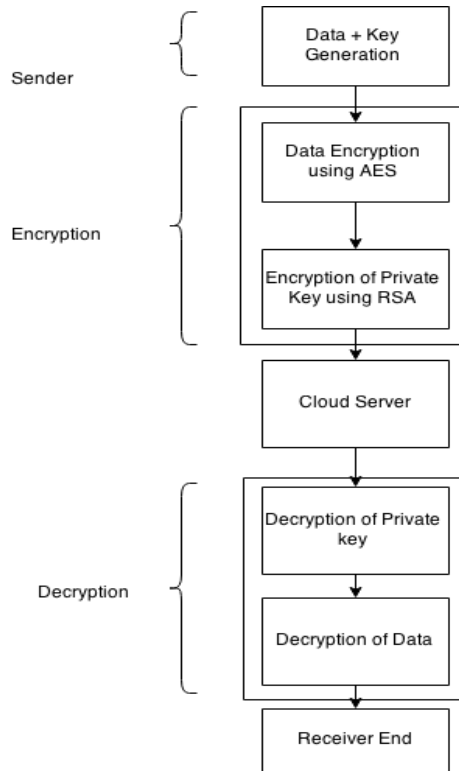 Data + Key
Generation
Sender
Data Encryption
using AES
Encryption
Encryption of Private
Key using RSA
Cloud Server
Decryption of Private
key
Decryption
Decryption of Data
Receiver End